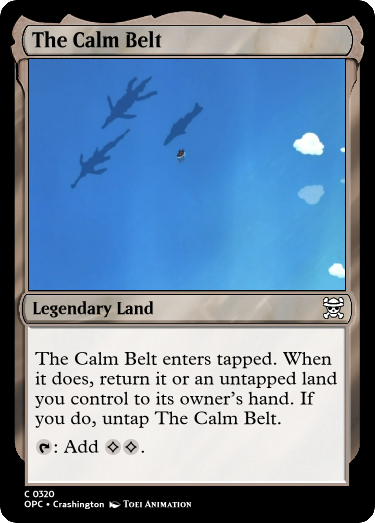 The Calm Belt
Legendary Land
The Calm Belt enters tapped. When
it does, return it or an untapped land
you control to its owner's hand. If
you do, untap The Calm Belt.
: Add .
C 0320
OPC • Crashington TOEI ANIMATION